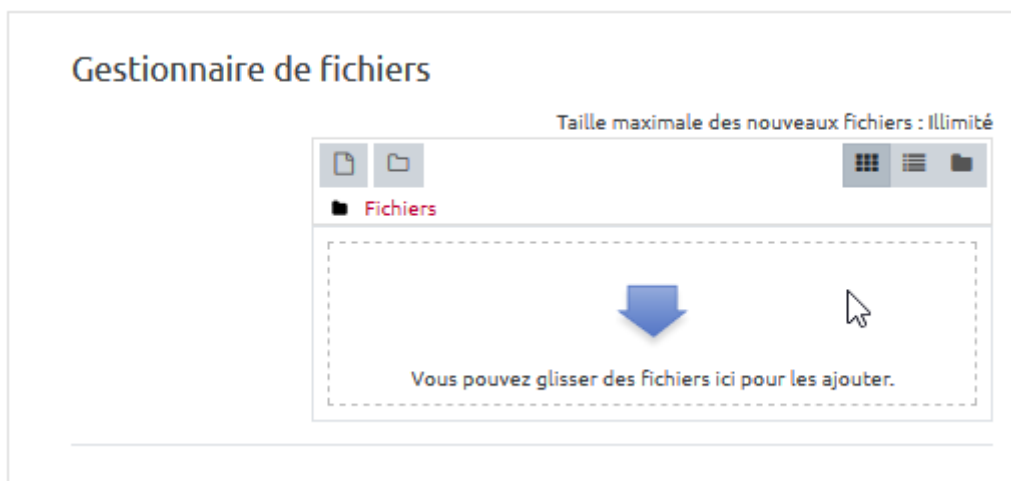 Gestionnaire de fichiers
Taille maximale des nouveaux fichiers : Illimité
Fichiers
Vous pouvez glisser des fichiers ici pour les ajouter.